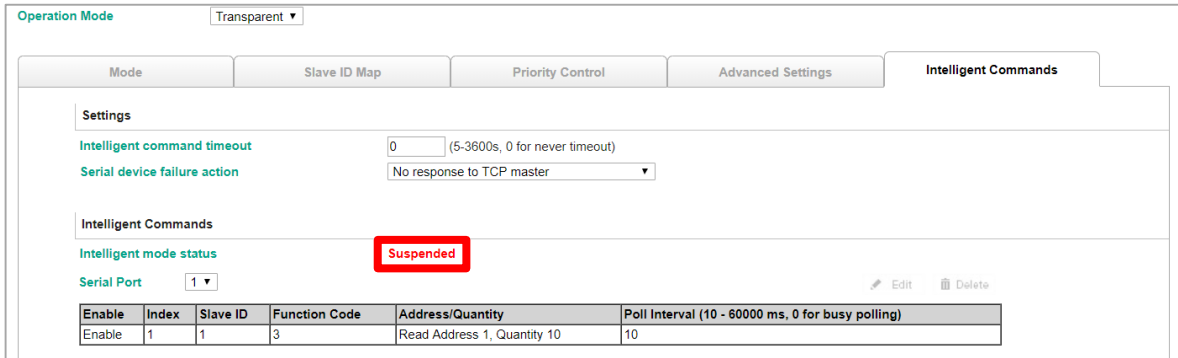 Operation Mode Transparent
Mode Slave ID Map Priority Control Advanced Settings Intelligent Commands
Settings
Intelligent command timeout 0 (5-3600s, 0 for never timeout)
Serial device failure action No response to TCP master
Intelligent Commands
Intelligent mode status Suspended
Serial Port 1 Edit Delete
Enable Index Slave ID Function Code Address/Quantity Poll Interval (10 - 60000 ms, 0 for busy polling)
Enable 1 1 3 Read Address 1, Quantity 10 10